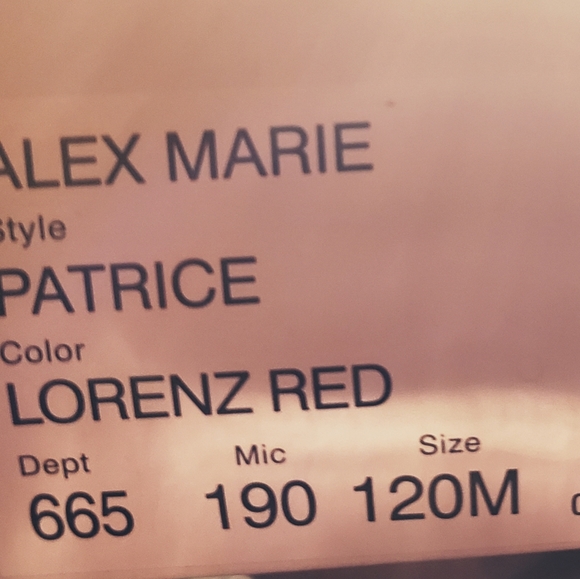 ALEX MARIE
Style
PATRICE
Color
LORENZ RED
Dept Mic Size
665 190 120M